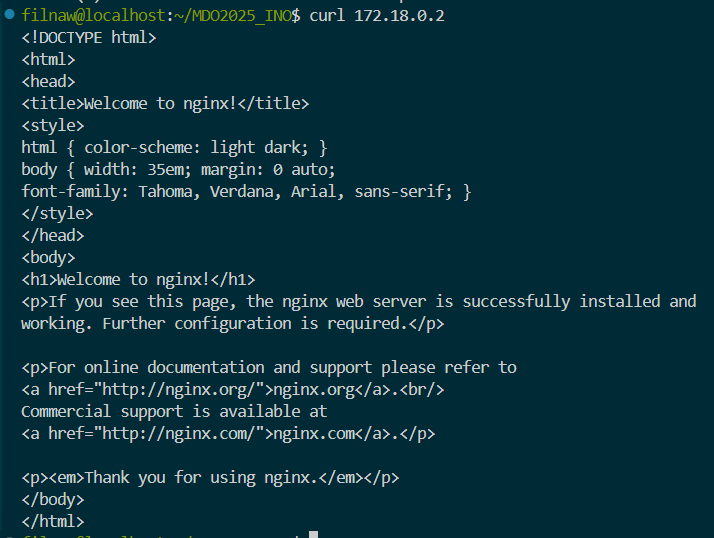 filnaw@localhost:~/MDO2025_INO$ curl 172.18.0.2
<!DOCTYPE html>
<html>
<head>
<title>Welcome to nginx!</title>
<style>
html { color-scheme: light dark; }
body { width: 35em; margin: 0 auto;
font-family: Tahoma, Verdana, Arial, sans-serif; }
</style>
</head>
<body>
<h1>Welcome to nginx!</h1>
<p>If you see this page, the nginx web server is successfully installed and
working. Further configuration is required.</p>

<p>For online documentation and support please refer to
<a href="http://nginx.org/">nginx.org</a>.<br/>
Commercial support is available at
<a href="http://nginx.com/">nginx.com</a>.</p>

<p><em>Thank you for using nginx.</em></p>
</body>
</html>